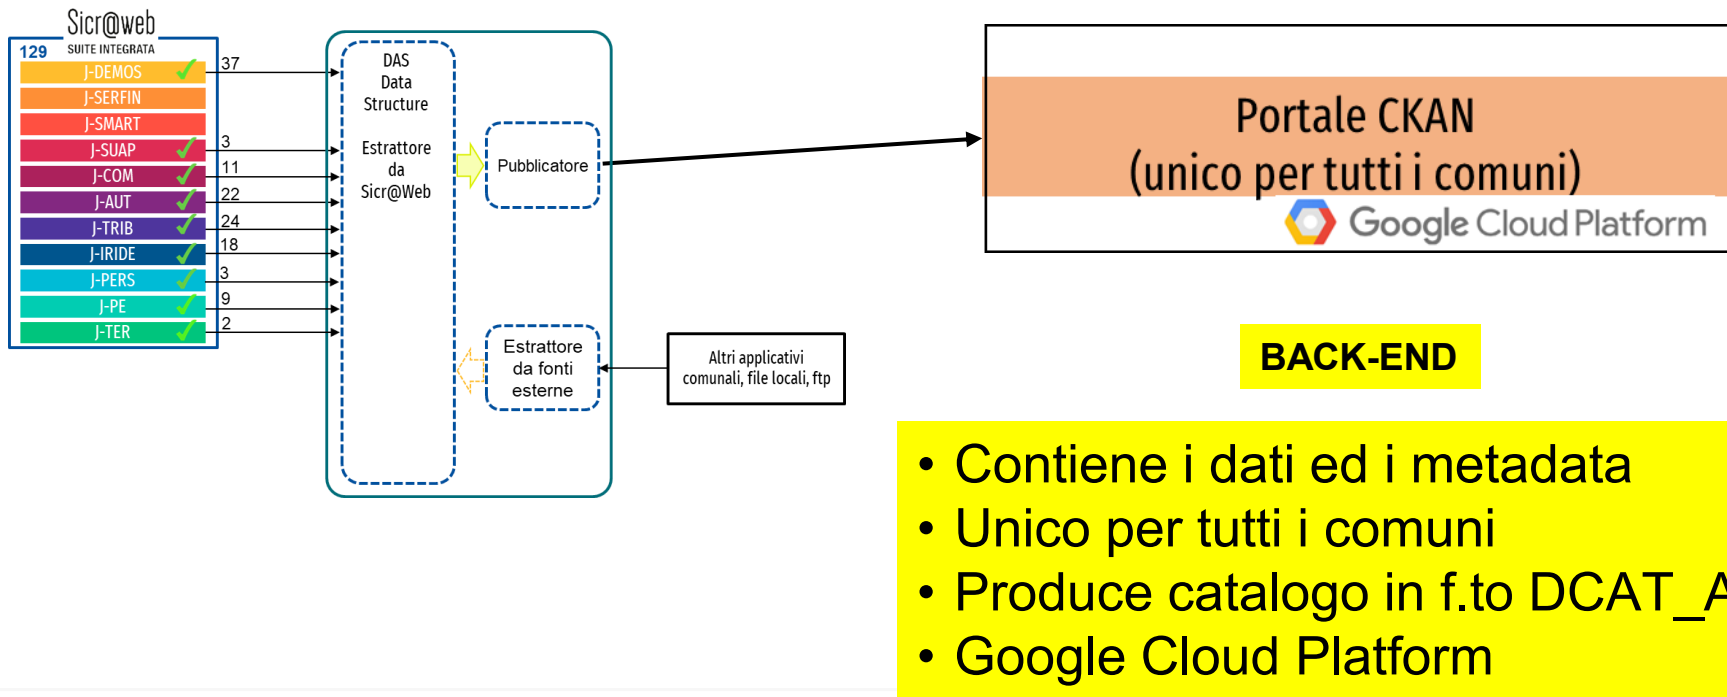 Sicr@web
SUITE INTEGRATA
129
J-DEMOS
J-SERFIN
J-SMART
J-SUAP
J-COM
J-AUT
J-TRIB
J-IRIDE
J-PERS
J-PE
J-TER
37
3
11
22
24
18
3
9
2
DAS
Data
Structure
Estrattore
da
Sicr@Web
Pubblicatore
Estrattore
da fonti
esterne
Altri applicativi
comunali, file locali, ftp
Portale CKAN
(unico per tutti i comuni)
Google Cloud Platform
BACK-END
• Contiene i dati ed i metadata
• Unico per tutti i comuni
• Produce catalogo in f.to DCAT_A
• Google Cloud Platform